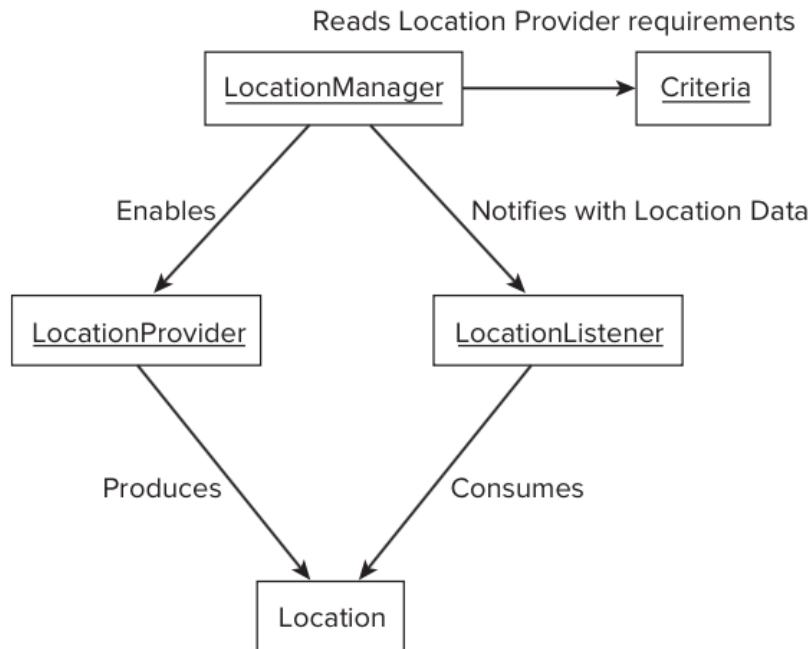 Reads Location Provider requirements
LocationManager
Criteria
Enables
Notifies with Location Data
LocationProvider
LocationListener
Produces
Consumes
Location